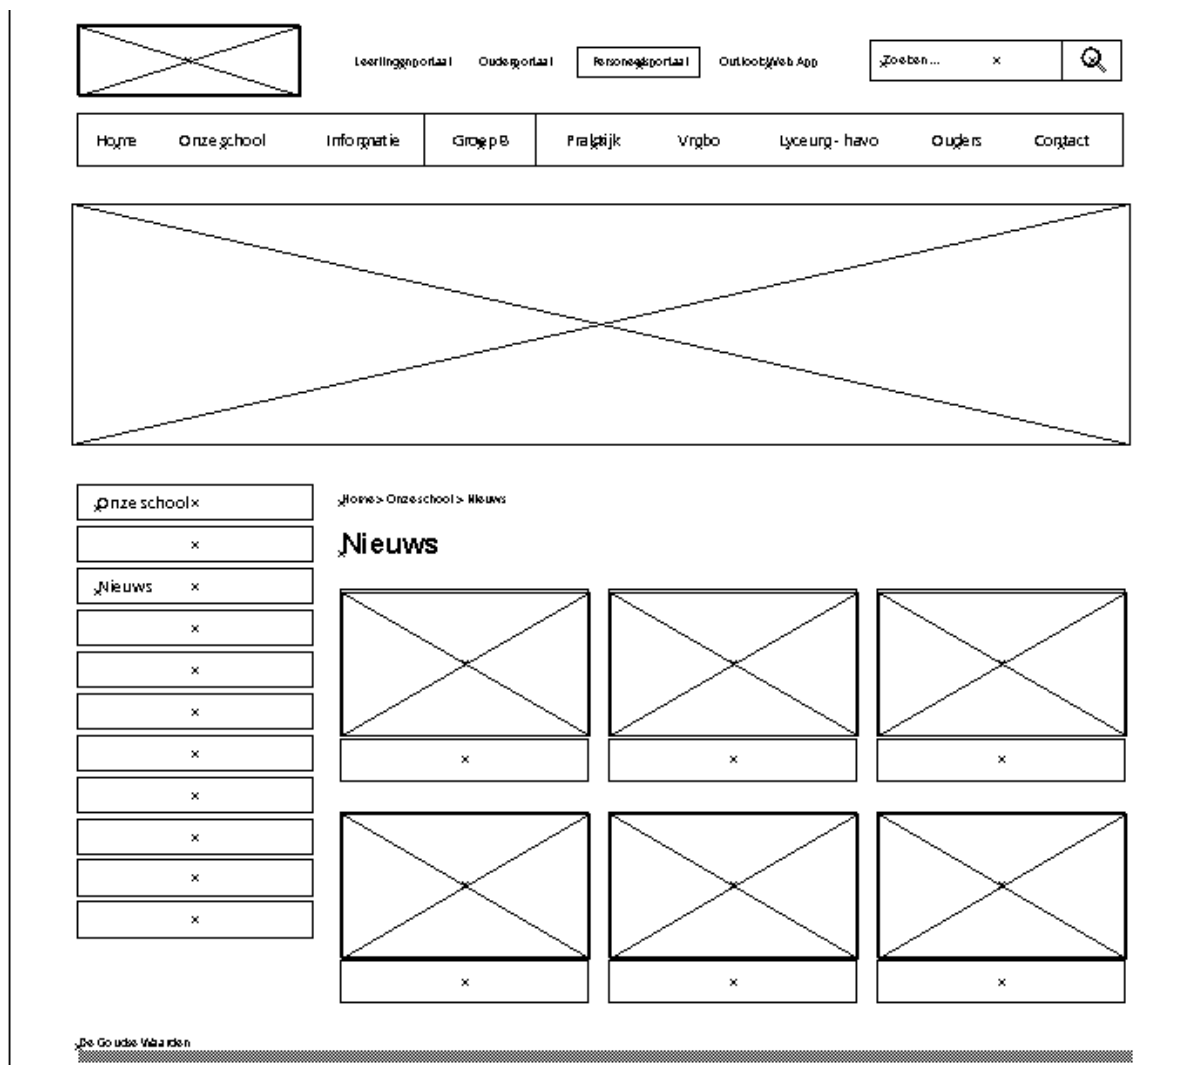 Leerlingenportaal Ouderportaal Personeelsportaal Outlook Web App Zoeken...
Home Onze school Informatie Groep 8 Praktijk Vmbo Lyceum - havo Ouders Contact
Onze school
Home > Onze school > Nieuws
Nieuws
Nieuws
De Goudse Waarden